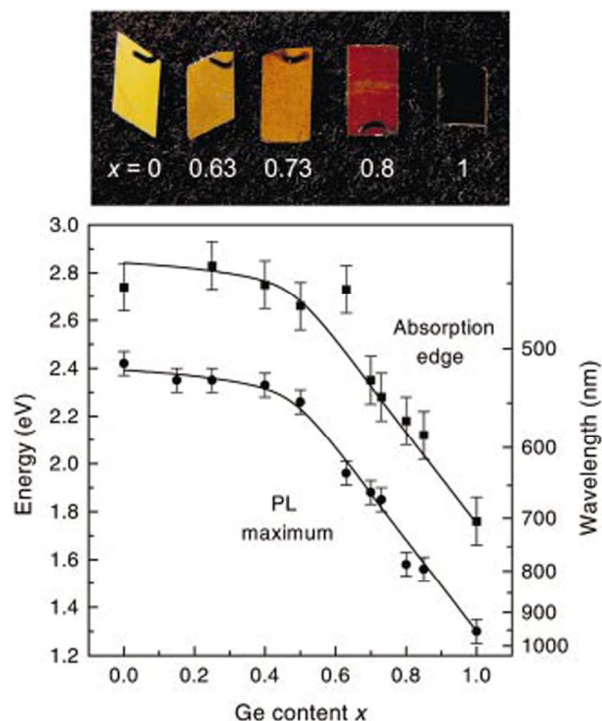 x = 0 0.63 0.73 0.8 1
3.0
2.8
2.6
2.4
2.2
2.0
1.8
1.6
1.4
1.2
Energy (eV)
Absorption
edge
PL
maximum
500
600
700
800
900
1000
Wavelength (nm)
0.0 0.2 0.4 0.6 0.8 1.0
Ge content x